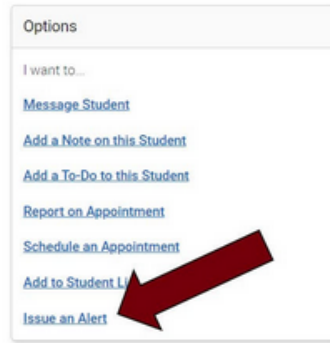 Options
I want to...
Message Student
Add a Note on this Student
Add a To-Do to this Student
Report on Appointment
Schedule an Appointment
Add to Student
Issue an Alert